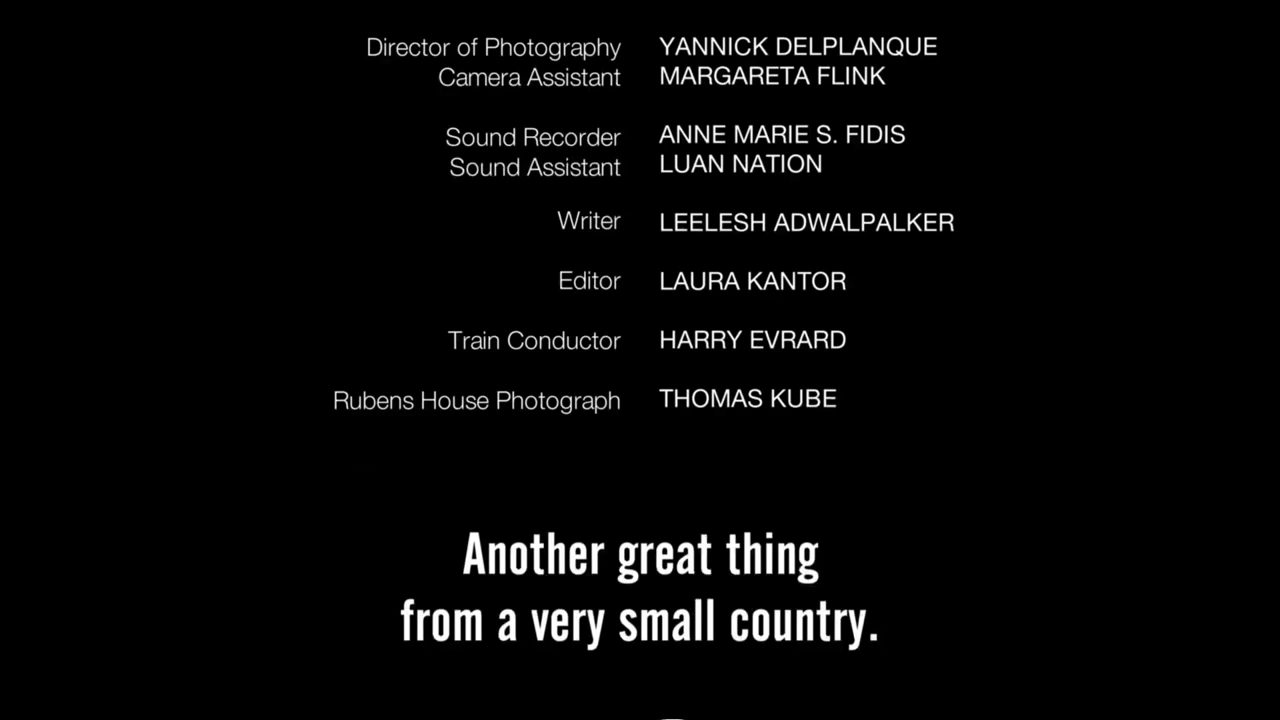 Director of Photography YANNICK DELPLANQUE
Camera Assistant MARGARETA FLINK
Sound Recorder ANNE MARIE S. FIDIS
Sound Assistant LUAN NATION
Writer LEELESH ADWALPALKER
Editor LAURA KANTOR
Train Conductor HARRY EVRARD
Rubens House Photograph THOMAS KUBE
Another great thing
from a very small country.